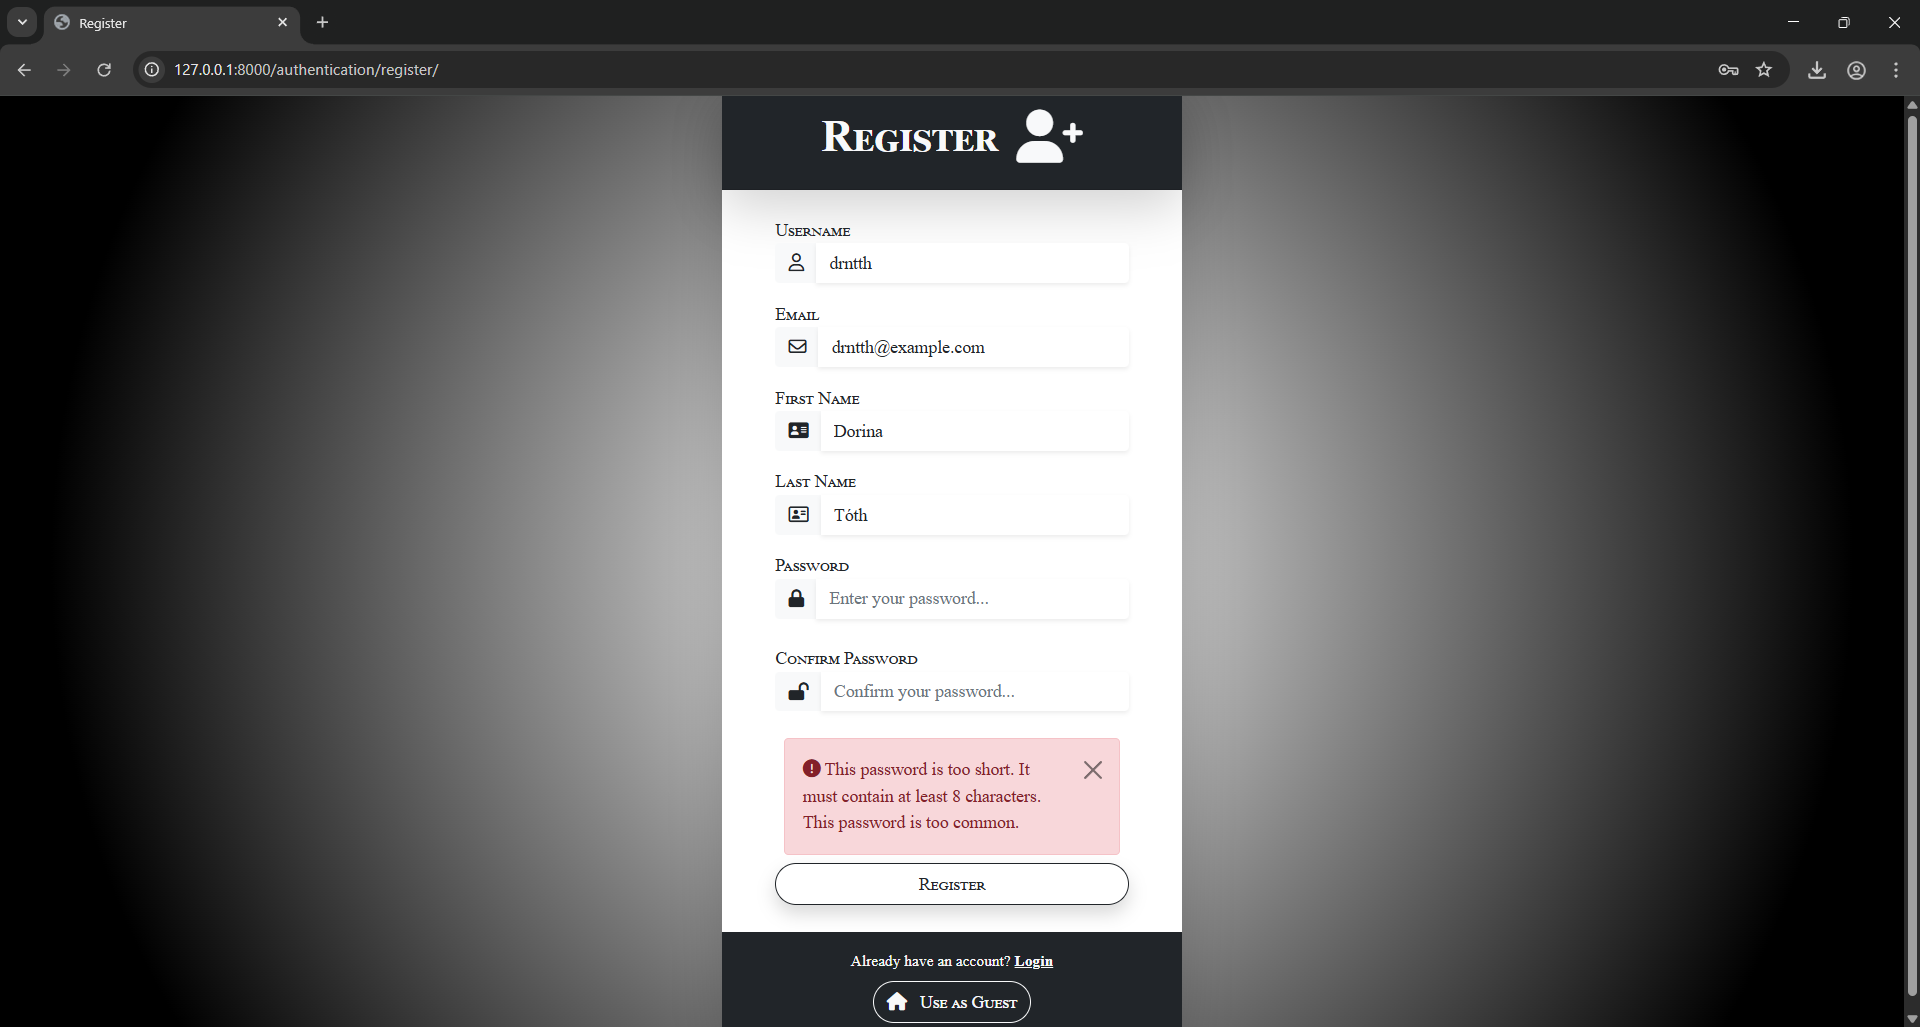 Register
127.0.0.1:8000/authentication/register/
Register
Username
drntth
Email
drntth@example.com
First Name
Dorina
Last Name
Tóth
Password
Enter your password...
Confirm Password
Confirm your password...
This password is too short. It
must contain at least 8 characters.
This password is too common.
Register
Already have an account? Login
Use as Guest